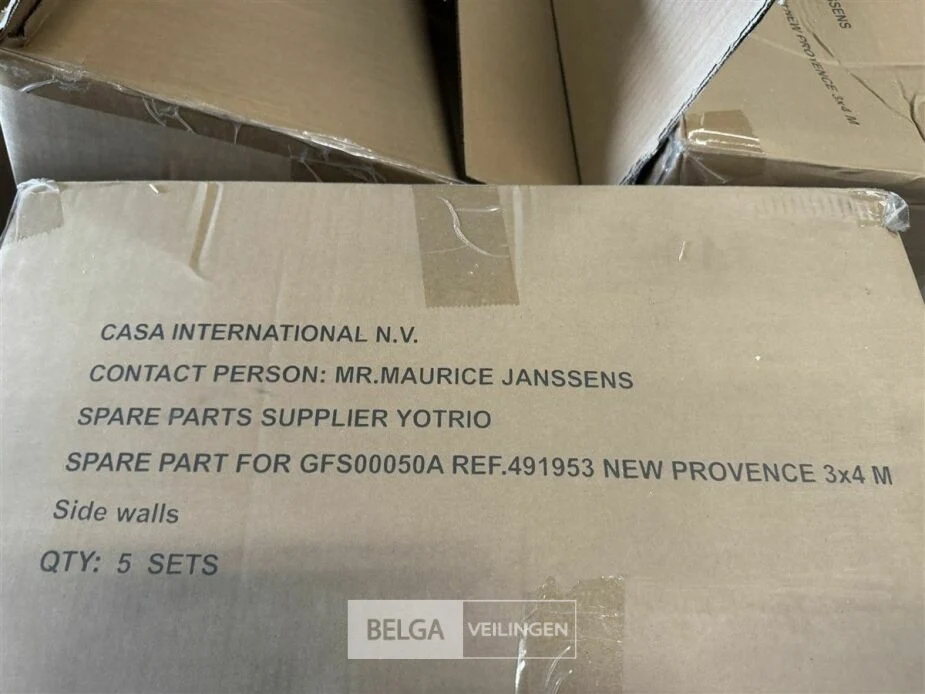 SSENS
NEW PROVENCE 3x4 M
CASA INTERNATIONAL N.V.
CONTACT PERSON: MR.MAURICE JANSSENS
SPARE PARTS SUPPLIER YOTRIO
SPARE PART FOR GFS00050A REF.491953 NEW PROVENCE 3x4 M
Side walls
QTY: 5 SETS
BELGA VEILINGEN